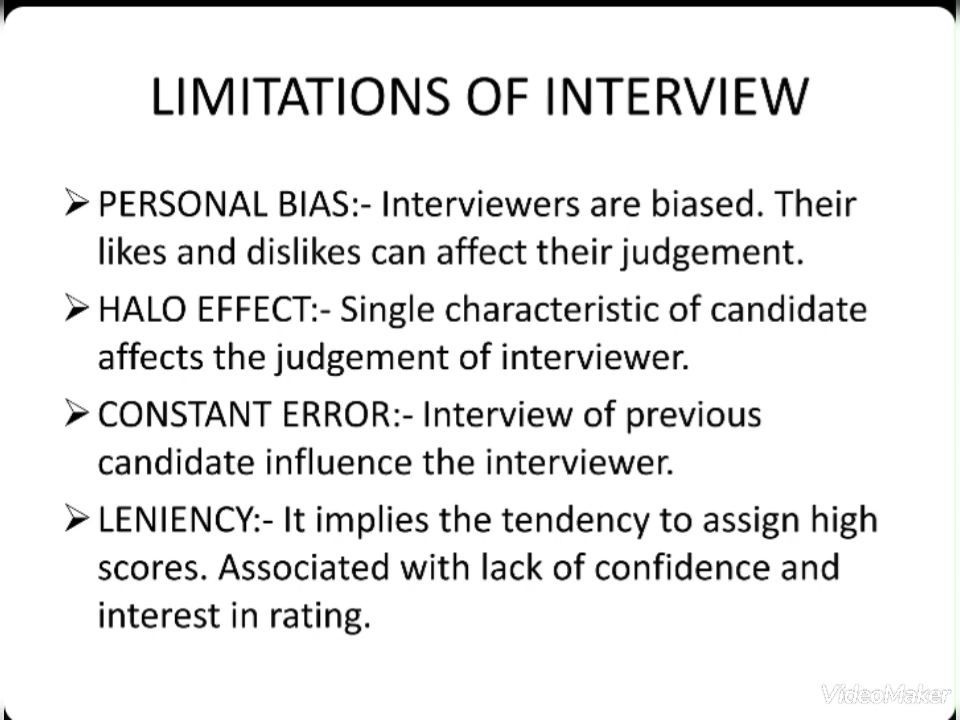 LIMITATIONS OF INTERVIEW
➢ PERSONAL BIAS:- Interviewers are biased. Their
likes and dislikes can affect their judgement.
➢ HALO EFFECT:- Single characteristic of candidate
affects the judgement of interviewer.
➢ CONSTANT ERROR:- Interview of previous
candidate influence the interviewer.
➢ LENIENCY:- It implies the tendency to assign high
scores. Associated with lack of confidence and
interest in rating.
VideoMaker